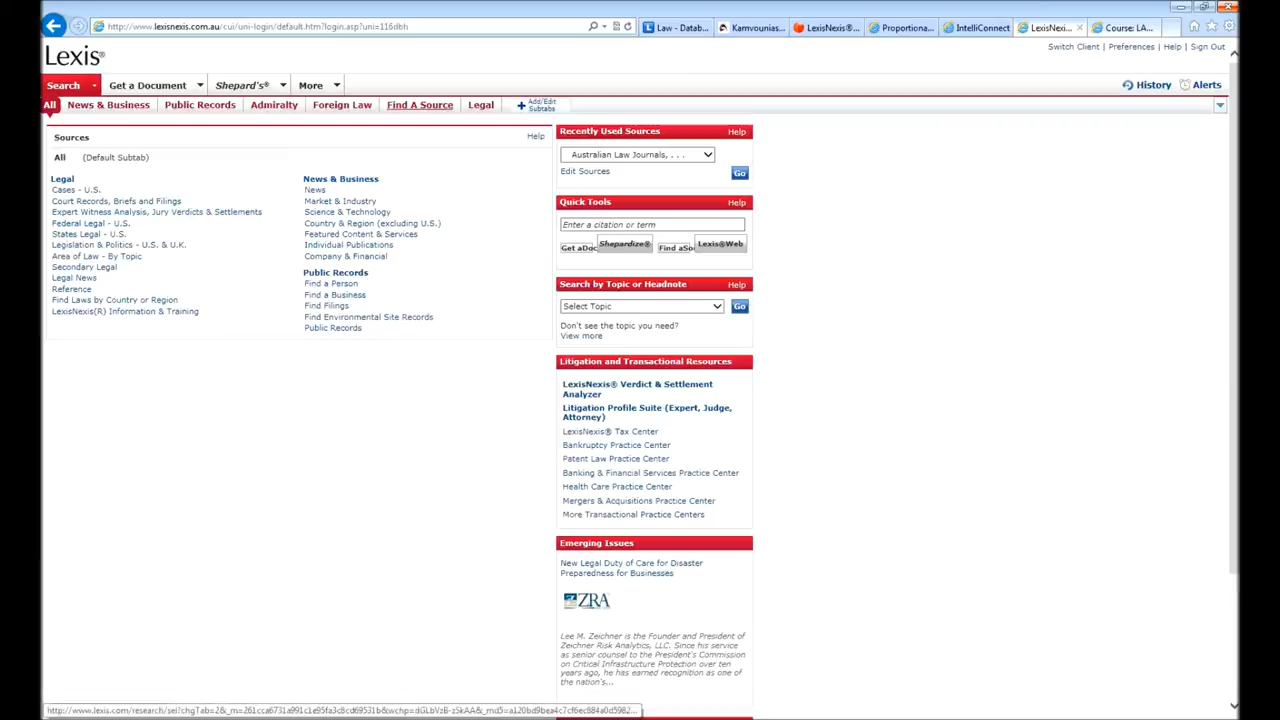 www.lexisnexis.com.au/cui/uni-login/default.htm?login.asp?uni=116dbh
Law - Datab...
Kamvounias...
LexisNexis®...
Proportiona...
IntelliConnect
LexisNexi...
Course: LA...
Lexis®
Switch Client | Preferences | Help | Sign Out
Search
Get a Document
Shepard's®
More
History
Alerts
All
News & Business
Public Records
Admiralty
Foreign Law
Find A Source
Legal
Add/Edit
Subtabs
Sources
Help
All (Default Subtab)
Legal
Cases - U.S.
Court Records, Briefs and Filings
Expert Witness Analysis, Jury Verdicts & Settlements
Federal Legal - U.S.
States Legal - U.S.
Legislation & Politics - U.S. & U.K.
Area of Law - By Topic
Secondary Legal
Legal News
Reference
Find Laws by Country or Region
LexisNexis(R) Information & Training
News & Business
News
Market & Industry
Science & Technology
Country & Region (excluding U.S.)
Featured Content & Services
Individual Publications
Company & Financial
Public Records
Find a Person
Find a Business
Find Filings
Find Environmental Site Records
Public Records
Recently Used Sources
Help
Australian Law Journals, . . .
Edit Sources
Go
Quick Tools
Help
Enter a citation or term
Get aDoc
Shepardize®
Find aSo
Lexis®Web
Search by Topic or Headnote
Help
Select Topic
Go
Don't see the topic you need?
View more
Litigation and Transactional Resources
LexisNexis® Verdict & Settlement
Analyzer
Litigation Profile Suite (Expert, Judge,
Attorney)
LexisNexis® Tax Center
Bankruptcy Practice Center
Patent Law Practice Center
Banking & Financial Services Practice Center
Health Care Practice Center
Mergers & Acquisitions Practice Center
More Transactional Practice Centers
Emerging Issues
New Legal Duty of Care for Disaster
Preparedness for Businesses
ZRA
Lee M. Zeichner is the Founder and President of
Zeichner Risk Analytics, LLC. Since his service
as senior counsel to the President's Commission
on Critical Infrastructure Protection over ten
years ago, he has earned recognition as one of
the nation's...